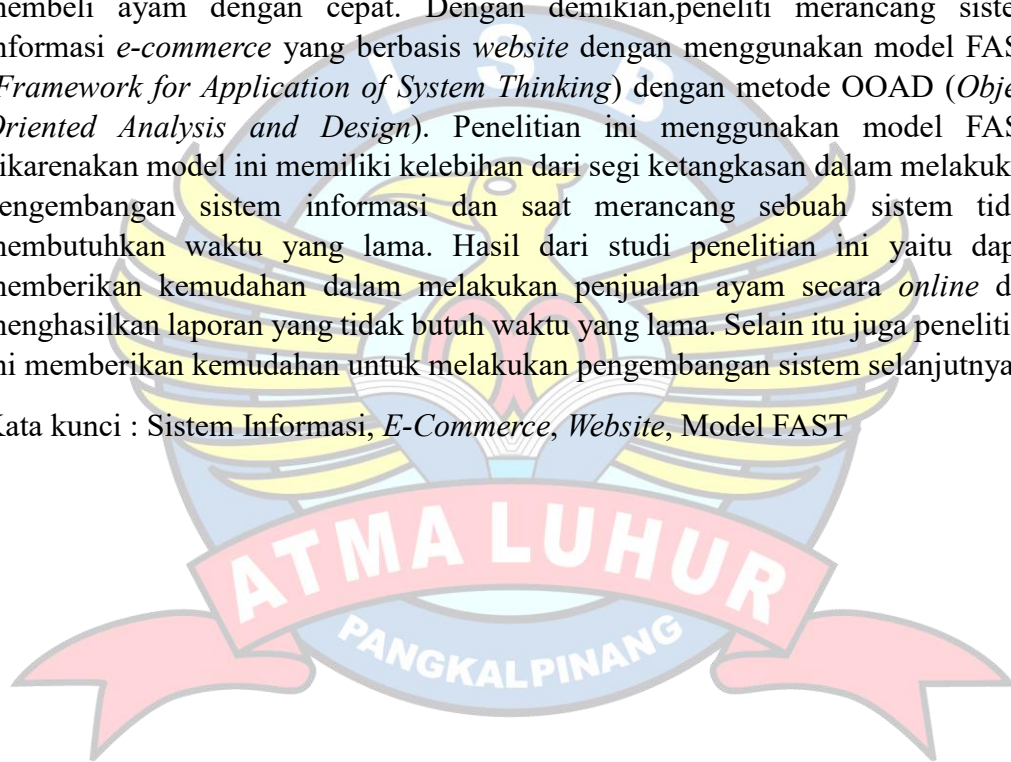 membeli ayam dengan cepat. Dengan demikian,peneliti merancang siste
nformasi e-commerce yang berbasis website dengan menggunakan model FAS
Framework for Application of System Thinking) dengan metode OOAD (Obje
Oriented Analysis and Design). Penelitian ini menggunakan model FAS
ikarenakan model ini memiliki kelebihan dari segi ketangkasan dalam melakuk
engembangan sistem informasi dan saat merancang sebuah sistem tid
membutuhkan waktu yang lama. Hasil dari studi penelitian ini yaitu dap
memberikan kemudahan dalam melakukan penjualan ayam secara online d
menghasilkan laporan yang tidak butuh waktu yang lama. Selain itu juga peneliti
ni memberikan kemudahan untuk melakukan pengembangan sistem selanjutnya
Kata kunci : Sistem Informasi, E-Commerce, Website, Model FAST
I S B
ATMA LUHUR
PANGKALPINANG